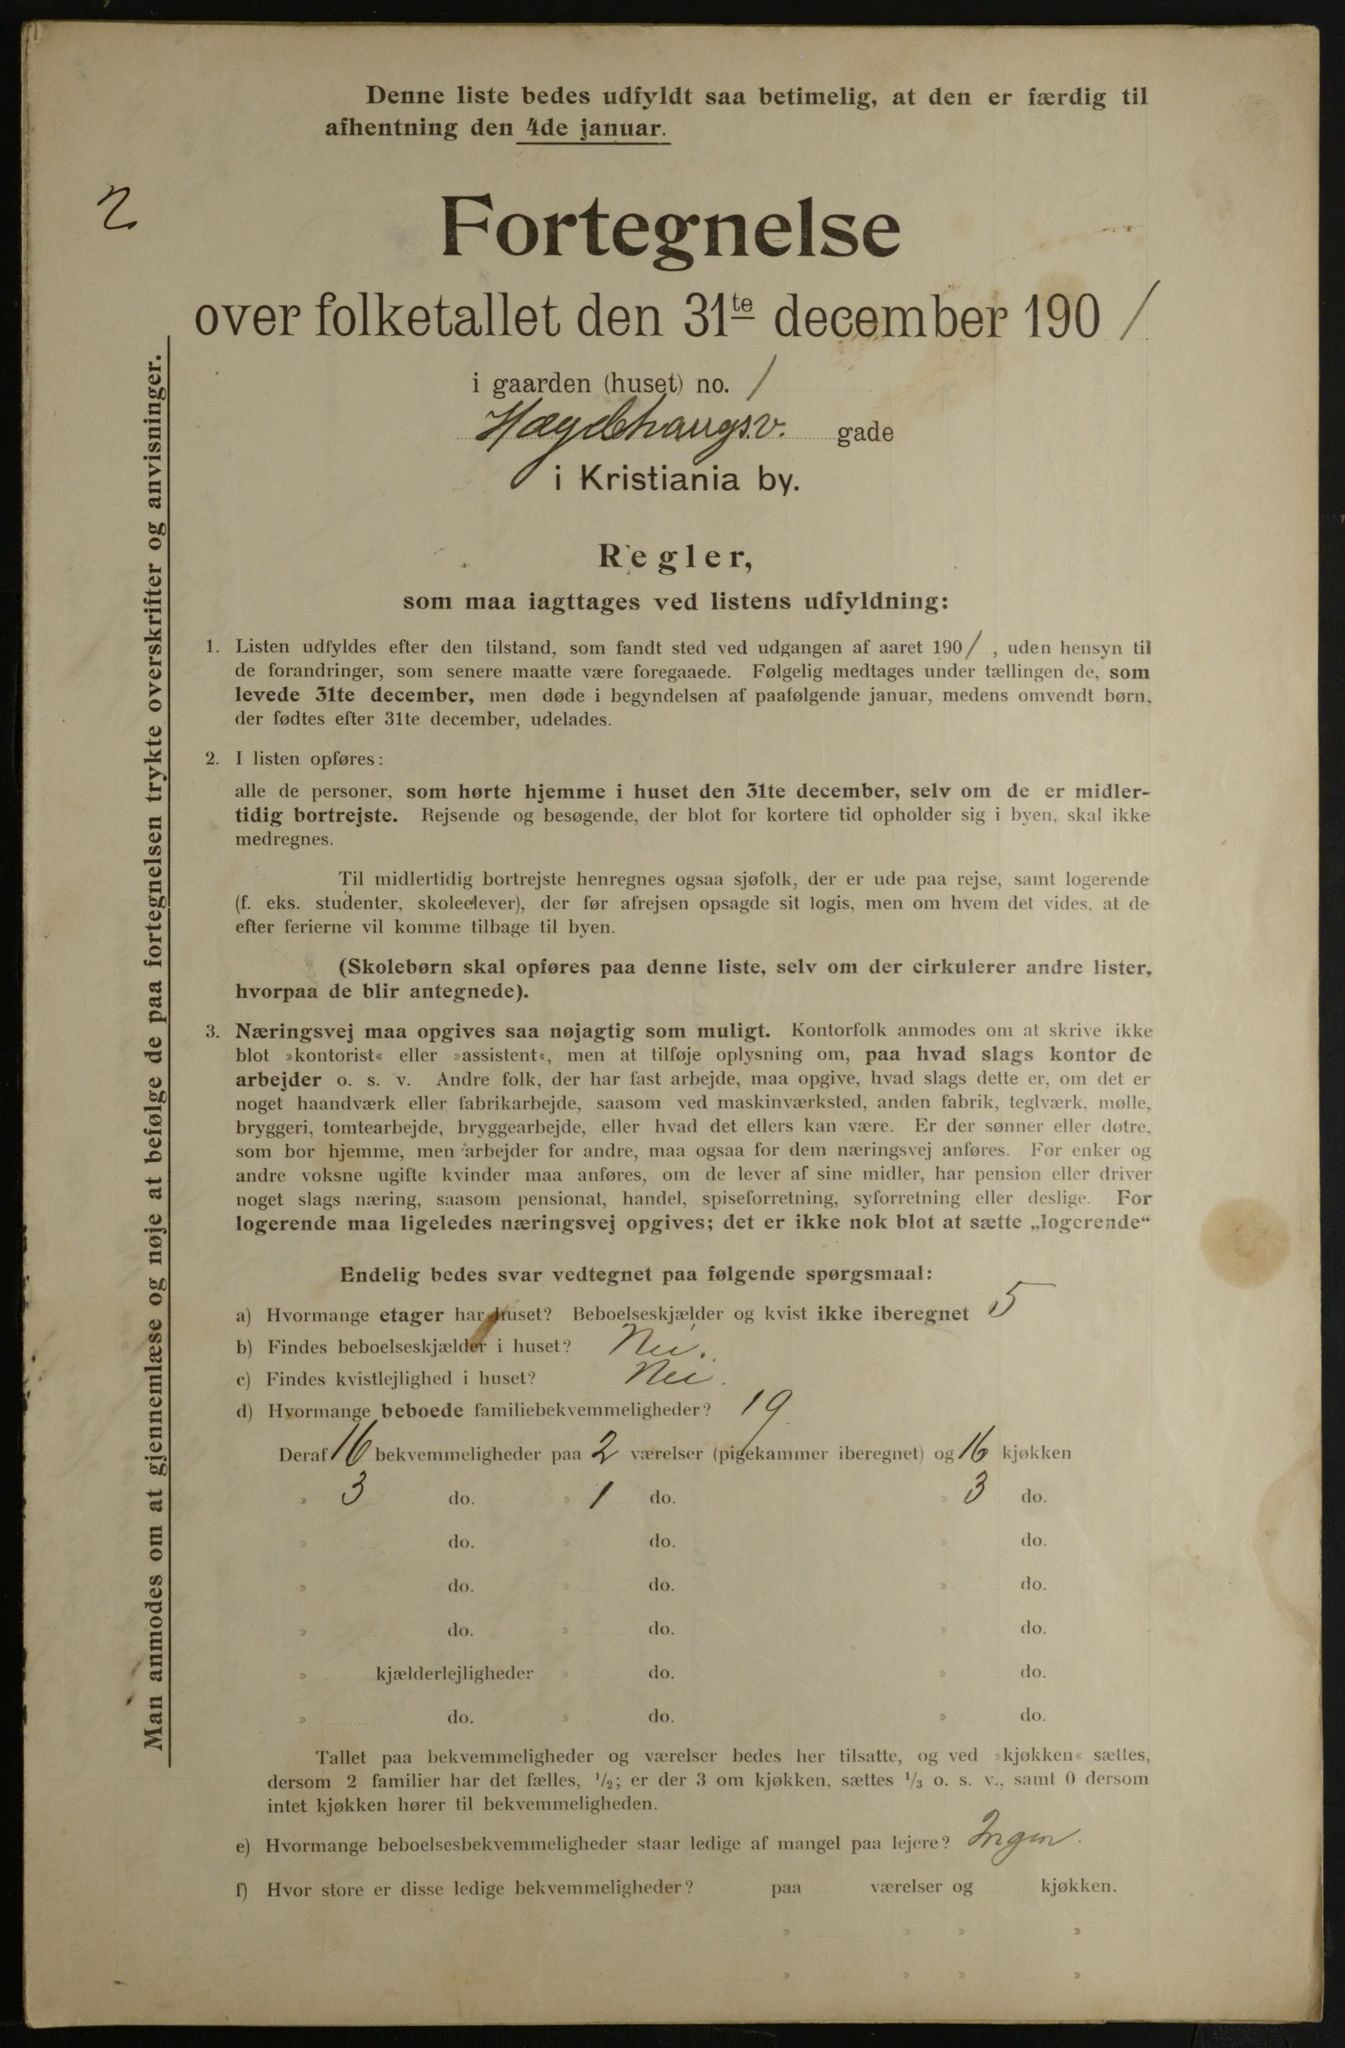 Denne liste bedes udfyldt saa betimelig, at den er færdig til
afhentning den 4de januar.
2
Fortegnelse
over folketallet den 31te december 1901
i gaarden (huset) no. 1
Hægdehaugsv. gade
i Kristiania by.
Man anmodes om at gjennemlæse og nøje at befølge de paa fortegnelsen trykte overskrifter og anvisninger.
Regler,
som maa iagttages ved listens udfyldning:
1. Listen udfyldes efter den tilstand, som fandt sted ved udgangen af aaret 1901, uden hensyn til
de forandringer, som senere maatte være foregaaede. Følgelig medtages under tællingen de, som
levede 31te december, men døde i begyndelsen af paafølgende januar, medens omvendt børn,
der fødtes efter 31te december, udelades.
2. I listen opføres:
alle de personer, som hørte hjemme i huset den 31te december, selv om de er midler-
tidig bortrejste. Rejsende og besøgende, der blot for kortere tid opholder sig i byen, skal ikke
medregnes.
Til midlertidig bortrejste henregnes ogsaa sjøfolk, der er ude paa rejse, samt logerende
(f. eks. studenter, skoleelever), der før afrejsen opsagde sit logis, men om hvem det vides, at de
efter ferierne vil komme tilbage til byen.
(Skolebørn skal opføres paa denne liste, selv om der cirkulerer andre lister,
hvorpaa de blir antegnede).
3. Næringsvej maa opgives saa nøjagtig som muligt. Kontorfolk anmodes om at skrive ikke
blot »kontorist« eller »assistent«, men at tilføje oplysning om, paa hvad slags kontor de
arbejder o. s. v. Andre folk, der har fast arbejde, maa opgive, hvad slags dette er, om det er
noget haandværk eller fabrikarbejde, saasom ved maskinværksted, anden fabrik, teglværk, mølle,
bryggeri, tomtearbejde, bryggearbejde, eller hvad det ellers kan være. Er der sønner eller døtre,
som bor hjemme, men arbejder for andre, maa ogsaa for dem næringsvej anføres. For enker og
andre voksne ugifte kvinder maa anføres, om de lever af sine midler, har pension eller driver
noget slags næring, saasom pensionat, handel, spiseforretning, syforretning eller deslige. For
logerende maa ligeledes næringsvej opgives; det er ikke nok blot at sætte „logerende“
Endelig bedes svar vedtegnet paa følgende spørgsmaal:
a) Hvormange etager har huset? Beboelseskjælder og kvist ikke iberegnet 5
b) Findes beboelseskjælder i huset? Nei.
c) Findes kvistlejlighed i huset? Nei.
d) Hvormange beboede familiebekvemmeligheder? 19
Deraf 16 bekvemmeligheder paa 2 værelser (pigekammer iberegnet) og 16 kjøkken
» 3 do. » 1 do. » 3 do.
» do. » do. » do.
» do. » do. » do.
» do. » do. » do.
» kjælderlejligheder » do. » do.
» do. » do. » do.
Tallet paa bekvemmeligheder og værelser bedes her tilsatte, og ved »kjøkken« sættes,
dersom 2 familier har det fælles, 1/2; er der 3 om kjøkken, sættes 1/3 o. s. v., samt 0 dersom
intet kjøkken hører til bekvemmeligheden.
e) Hvormange beboelsesbekvemmeligheder staar ledige af mangel paa lejere? Ingen.
f) Hvor store er disse ledige bekvemmeligheder? paa værelser og kjøkken.
» » » »
» » » »